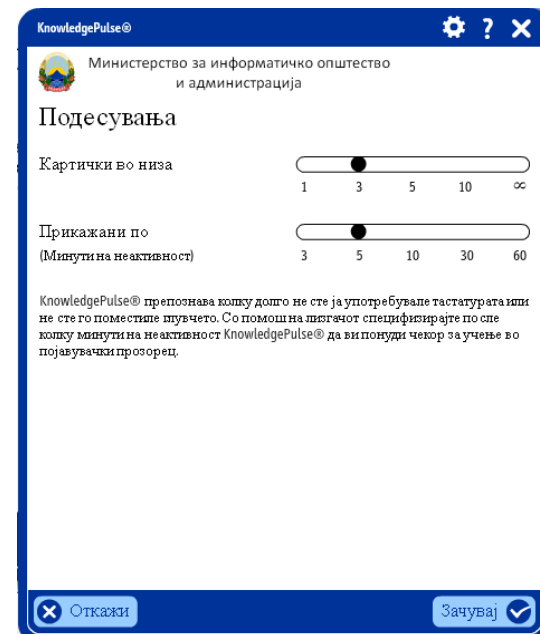 KnowledgePulse®
?
Министерство за информатичко општество
и администрација
Подесувања
Картички во низа
1 3 5 10 ∞
Прикажани по
(Минути на неактивност)
3 5 10 30 60
KnowledgePulse® препознава колку долго не сте ја употребувале тастатурата или
не сте го поместиле глувчето. Со помош на лизгачот специфизирајте после
колку минути на неактивност KnowledgePulse® да ви понуди чекор за учење во
појавувачки прозорец.
Откажи
Зачувај